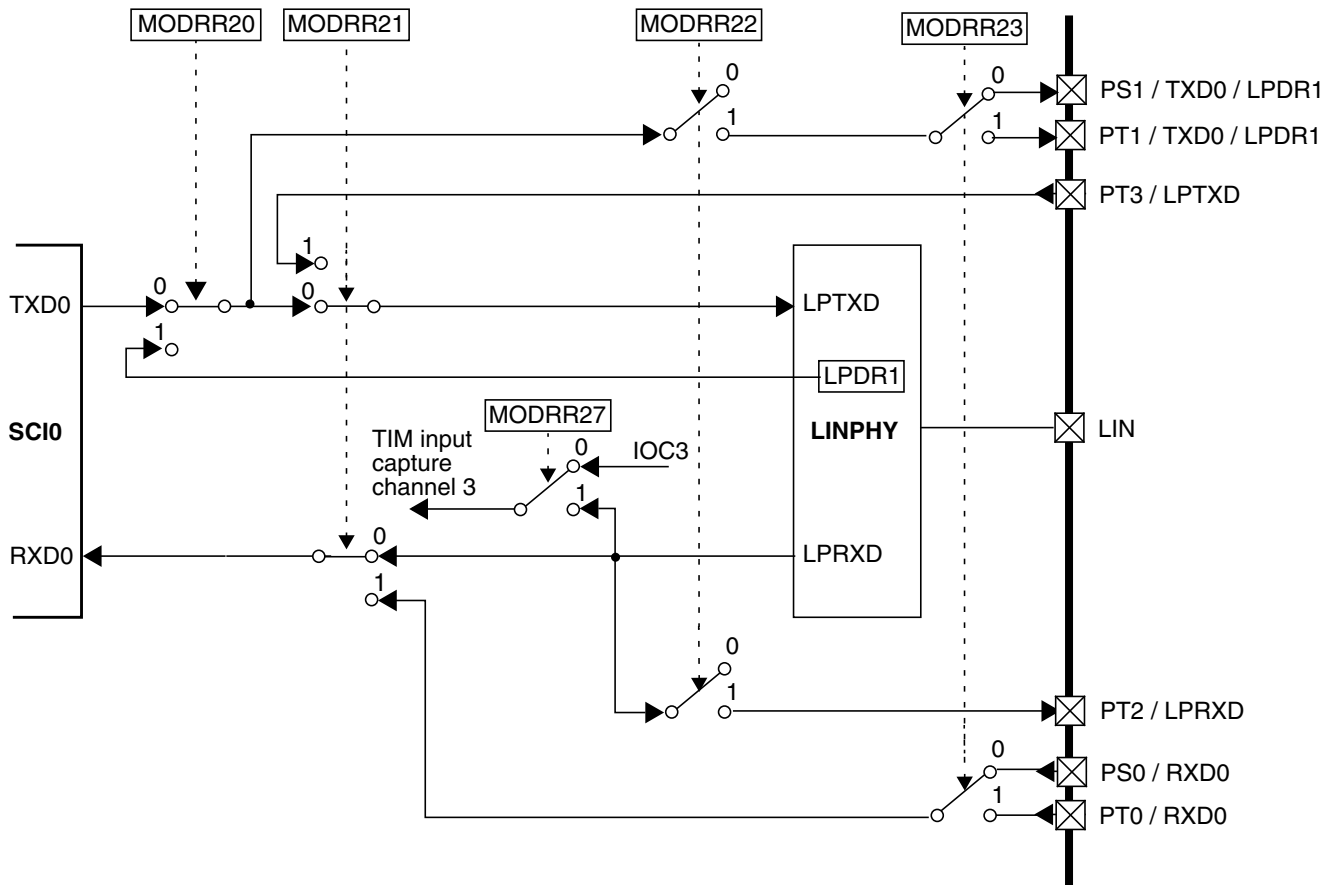 MODRR20
MODRR21
MODRR22
MODRR23
0
1
0
1
PS1 / TXD0 / LPDR1
PT1 / TXD0 / LPDR1
PT3 / LPTXD
TXD0
0
1
1
0
LPTXD
LPDR1
SCI0
MODRR27
LINPHY
LIN
TIM input
capture
channel 3
0
1
IOC3
RXD0
0
1
LPRXD
0
1
PT2 / LPRXD
0
1
PS0 / RXD0
PT0 / RXD0